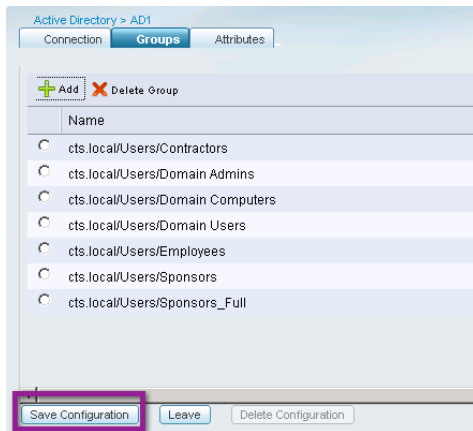 Active Directory > AD1
Connection Groups Attributes
Add Delete Group
Name
cts.local/Users/Contractors
cts.local/Users/Domain Admins
cts.local/Users/Domain Computers
cts.local/Users/Domain Users
cts.local/Users/Employees
cts.local/Users/Sponsors
cts.local/Users/Sponsors_Full
Save Configuration Leave Delete Configuration